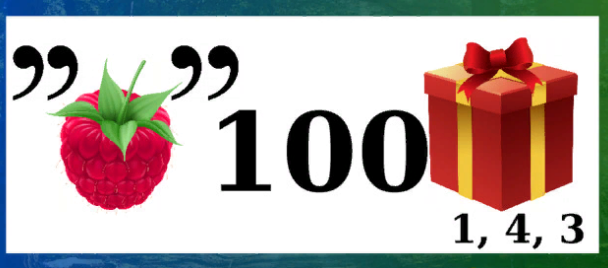 ,, ,, 100
1, 4, 3